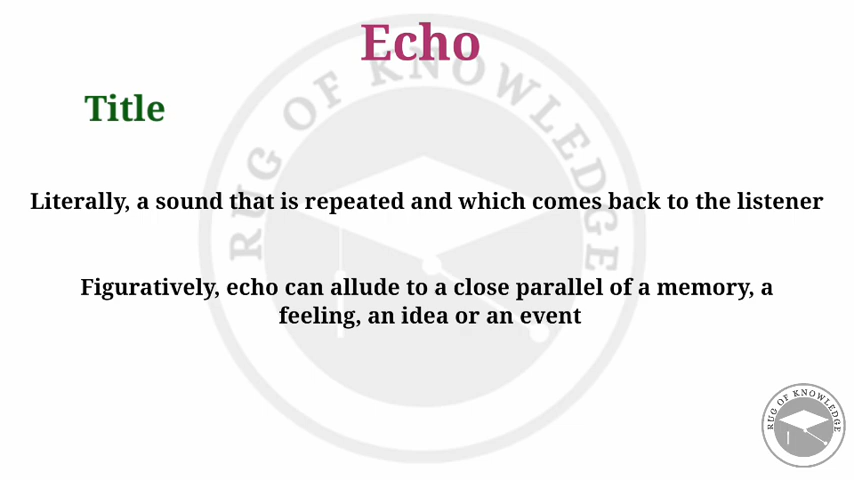 Echo
Title
Literally, a sound that is repeated and which comes back to the listener
Figuratively, echo can allude to a close parallel of a memory, a
feeling, an idea or an event
RUG OF KNOWLEDGE
RUG OF KNOWLEDGE